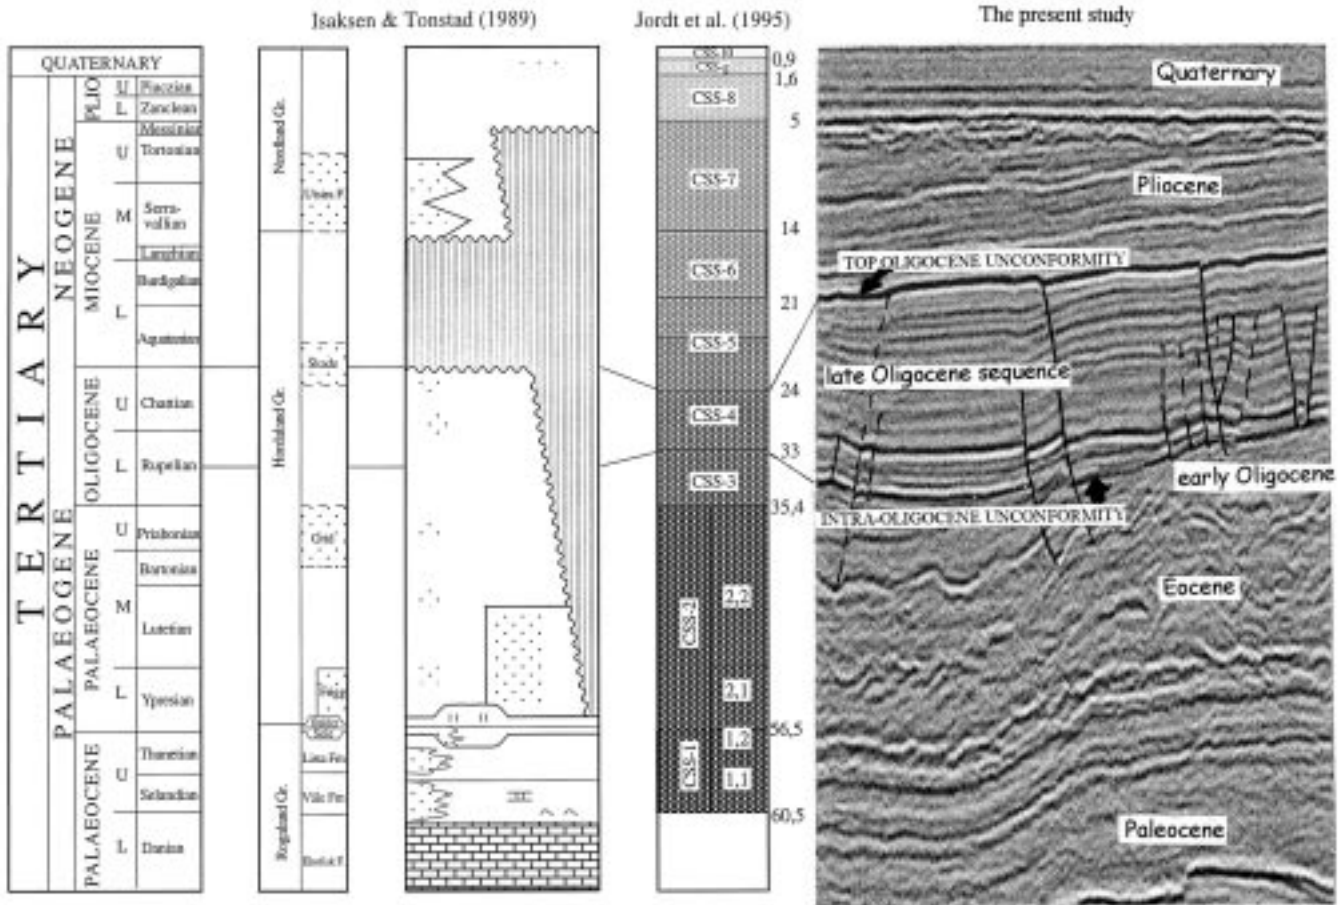 Isaksen & Tonstad (1989)
Jordt et al. (1995)
The present study
QUATERNARY
TERTIARY
NEOGENE
PALAEOGENE
PLIO
MIOCENE
OLIGOCENE
PALAEOCENE
PALAEOCENE
U
L
U
M
L
U
L
U
M
L
U
L
Piaczian
Zanclean
Messinian
Tortonian
Serra-
vallian
Langhian
Burdigalian
Aquitanian
Chattian
Rupelian
Priabonian
Bartonian
Lutetian
Ypresian
Thanetian
Selandian
Danian
Nordland Gr.
Hordaland Gr.
Rogaland Gr.
Utsira F.
Skade
Grid
Lista Fm
Våle Fm
Ekofisk F.
CSS-10
CSS-8
CSS-7
CSS-6
CSS-5
CSS-4
CSS-3
CSS-2
2,2
2,1
CSS-1
1,2
1,1
0,9
1,6
5
14
21
24
33
35,4
56,5
60,5
Quaternary
Pliocene
TOP OLIGOCENE UNCONFORMITY
late Oligocene sequence
early Oligocene
INTRA-OLIGOCENE UNCONFORMITY
Eocene
Paleocene